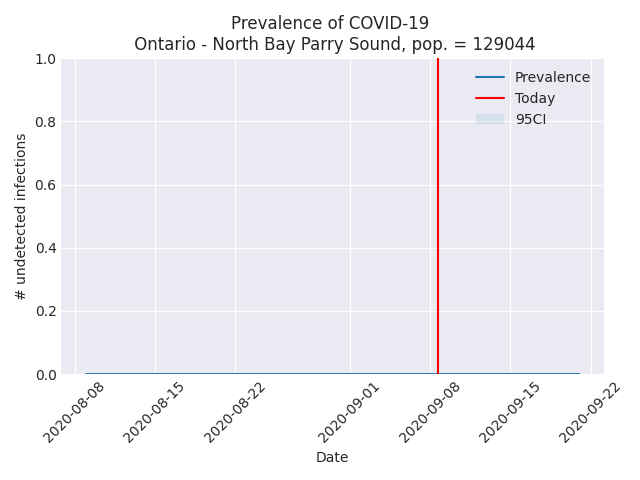 Prevalence of COVID-19
Ontario - North Bay Parry Sound, pop. = 129044
1.0
0.8
0.6
0.4
0.2
0.0
# undetected infections
Prevalence
Today
95CI
2020-08-08
2020-08-15
2020-08-22
2020-09-01
2020-09-08
2020-09-15
2020-09-22
Date